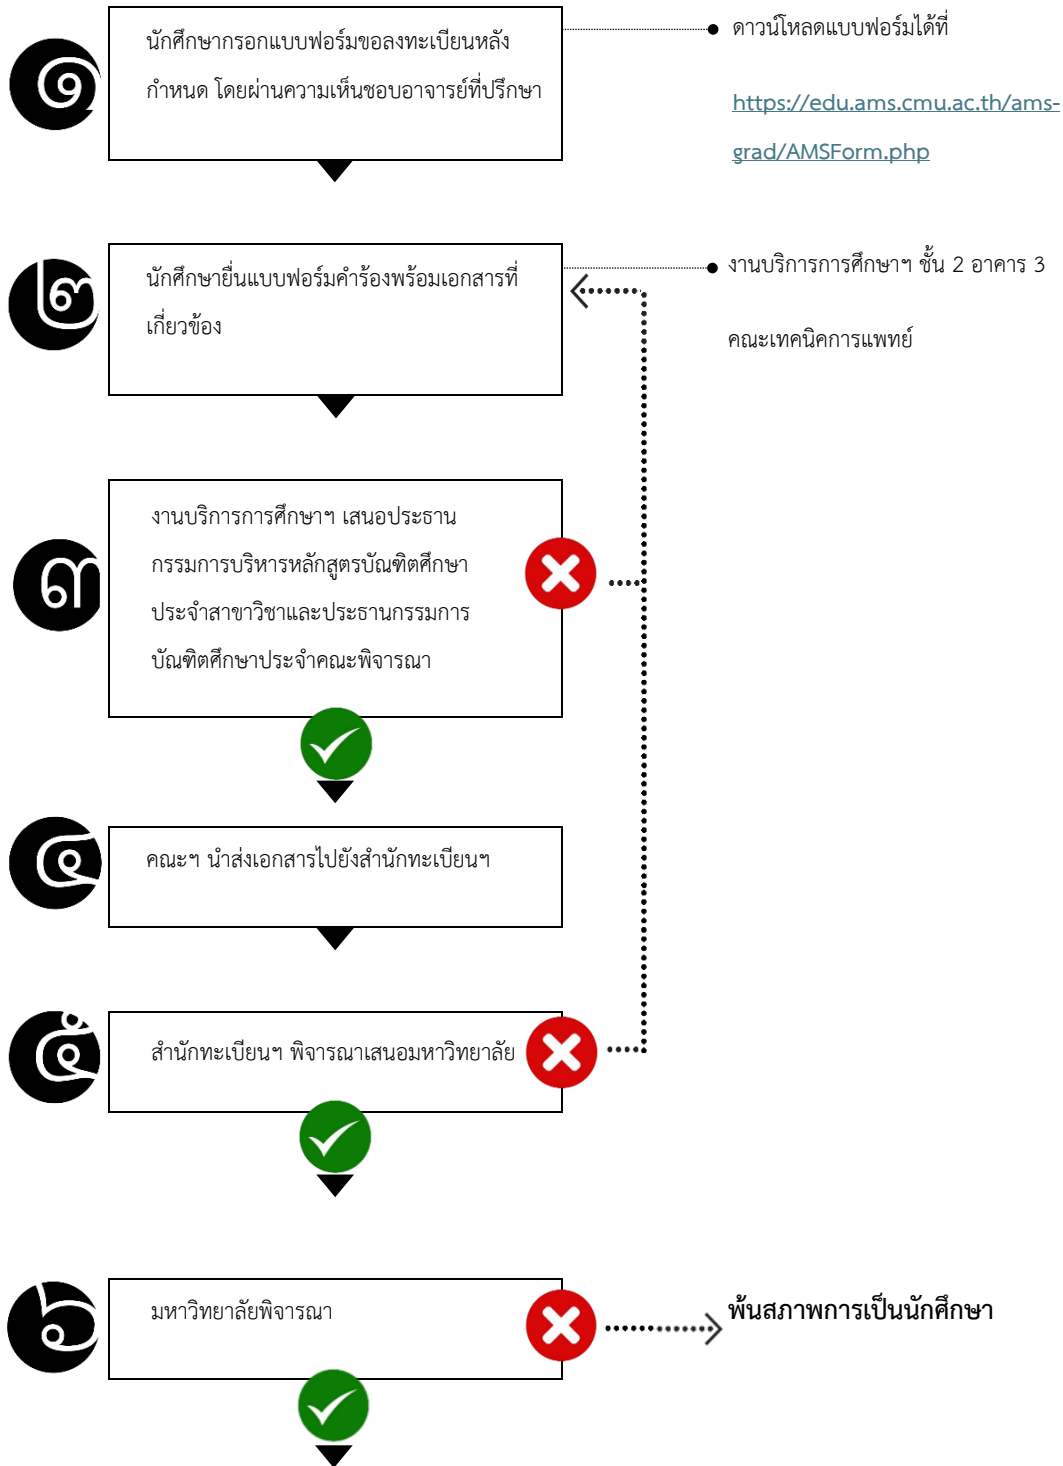 ๑
นักศึกษากรอกแบบฟอร์มขอลงทะเบียนหลัง
กำหนด โดยผ่านความเห็นชอบอาจารย์ที่ปรึกษา
ดาวน์โหลดแบบฟอร์มได้ที่
https://edu.ams.cmu.ac.th/ams-
grad/AMSForm.php
๒
นักศึกษายื่นแบบฟอร์มคำร้องพร้อมเอกสารที่
เกี่ยวข้อง
งานบริการการศึกษาฯ ชั้น 2 อาคาร 3
คณะเทคนิคการแพทย์
๓
งานบริการการศึกษาฯ เสนอประธาน
กรรมการบริหารหลักสูตรบัณฑิตศึกษา
ประจำสาขาวิชาและประธานกรรมการ
บัณฑิตศึกษาประจำคณะพิจารณา
๔
คณะฯ นำส่งเอกสารไปยังสำนักทะเบียนฯ
๕
สำนักทะเบียนฯ พิจารณาเสนอมหาวิทยาลัย
๖
มหาวิทยาลัยพิจารณา
พ้นสภาพการเป็นนักศึกษา